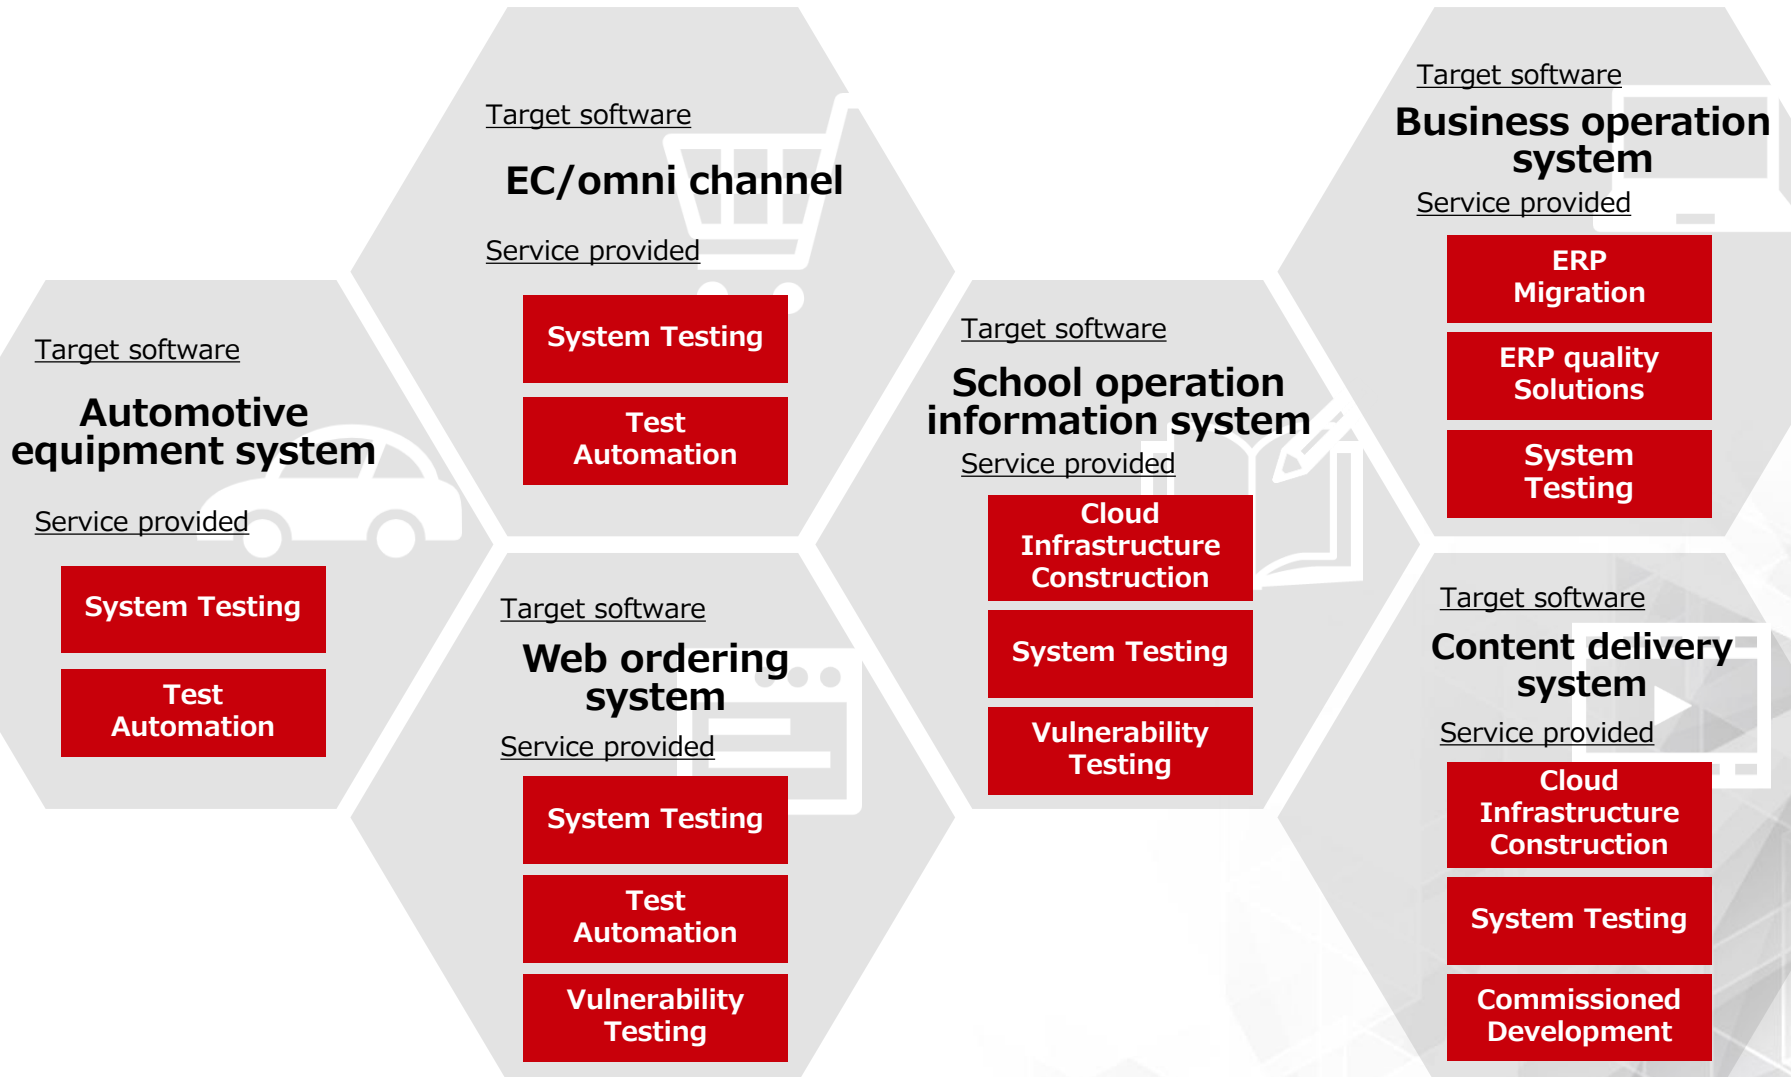 Target software
Automotive
equipment system
Service provided
System Testing
Test
Automation
Target software
EC/omni channel
Service provided
System Testing
Test
Automation
Target software
Web ordering
system
Service provided
System Testing
Test
Automation
Vulnerability
Testing
Target software
School operation
information system
Service provided
Cloud
Infrastructure
Construction
System Testing
Vulnerability
Testing
Target software
Business operation
system
Service provided
ERP
Migration
ERP quality
Solutions
System
Testing
Target software
Content delivery
system
Service provided
Cloud
Infrastructure
Construction
System Testing
Commissioned
Development